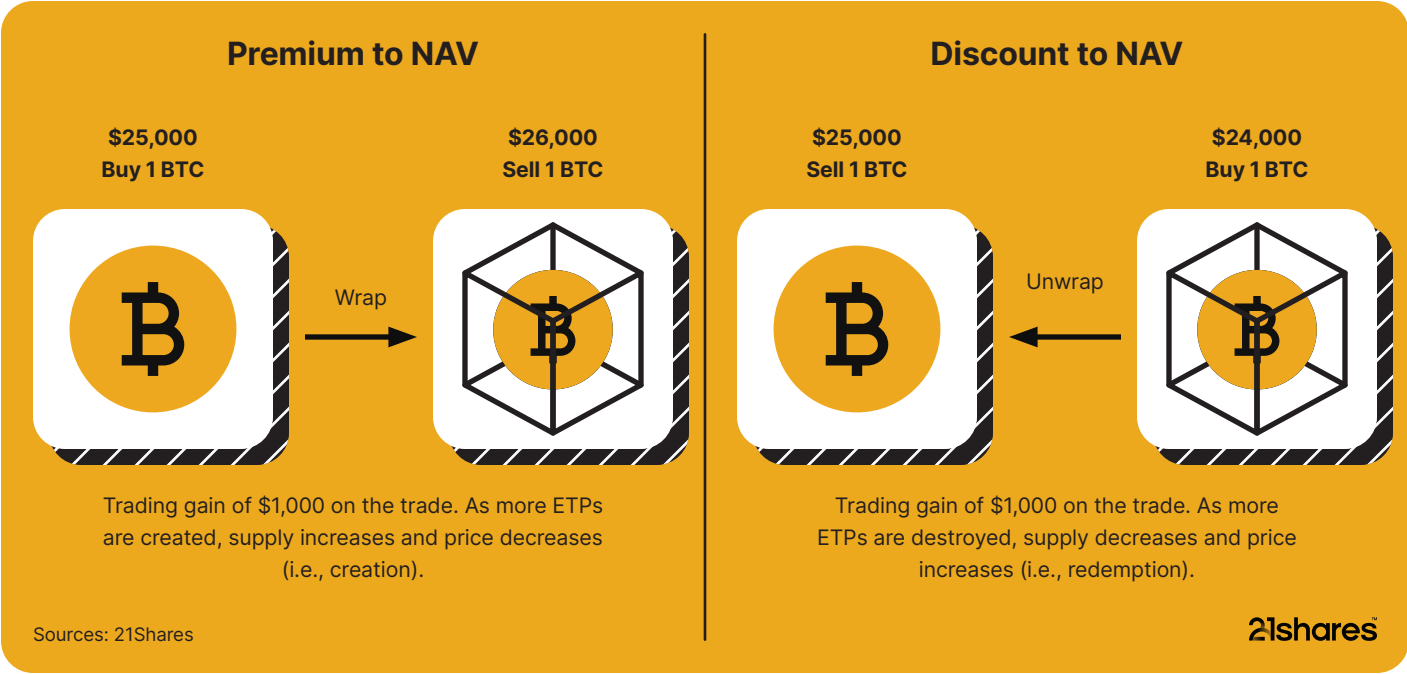 Premium to NAV
$25,000
Buy 1 BTC
$26,000
Sell 1 BTC
Wrap
Trading gain of $1,000 on the trade. As more ETPs
are created, supply increases and price decreases
(i.e., creation).
Sources: 21Shares
Discount to NAV
$25,000
Sell 1 BTC
$24,000
Buy 1 BTC
Unwrap
Trading gain of $1,000 on the trade. As more
ETPs are destroyed, supply decreases and price
increases (i.e., redemption).
21shares™